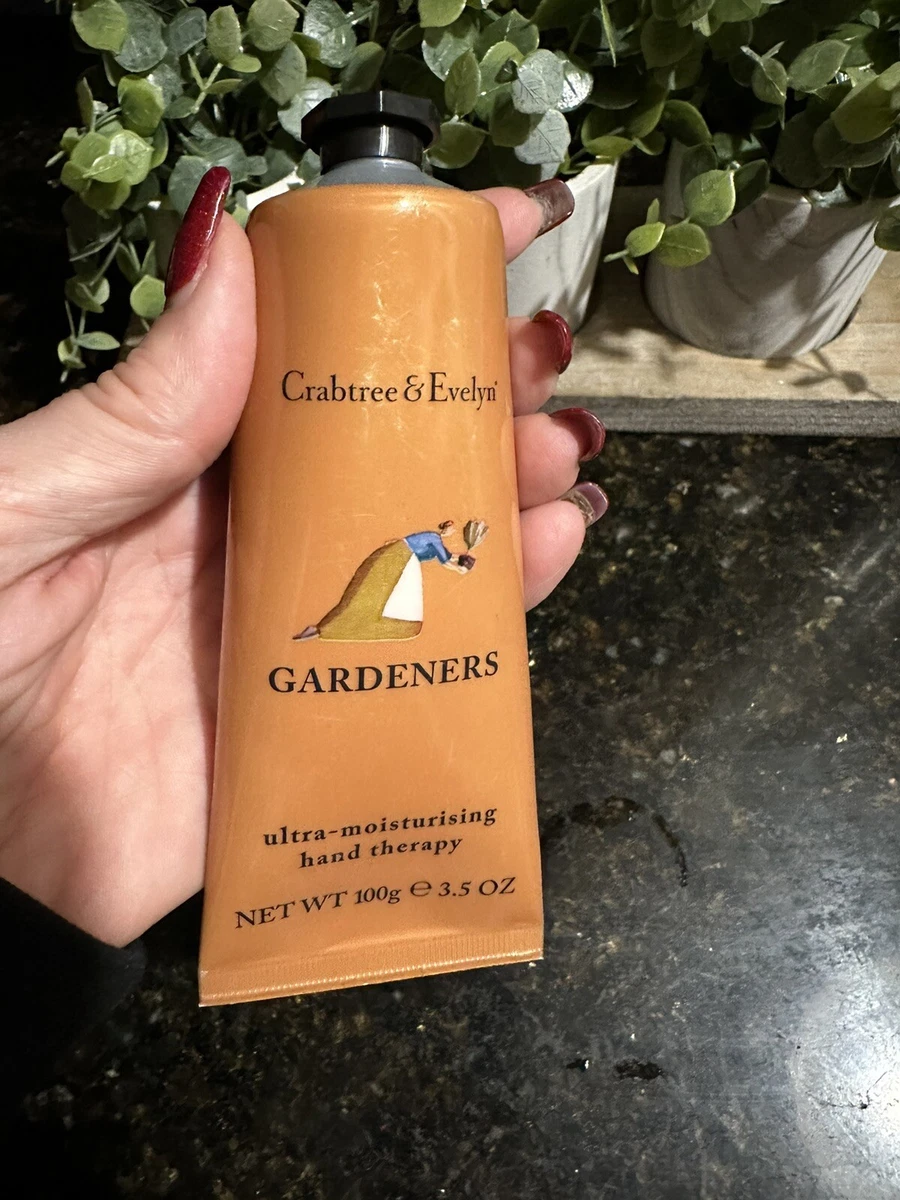 Crabtree & Evelyn®
GARDENERS
ultra-moisturising
hand therapy
NET WT 100g ℮ 3.5 OZ